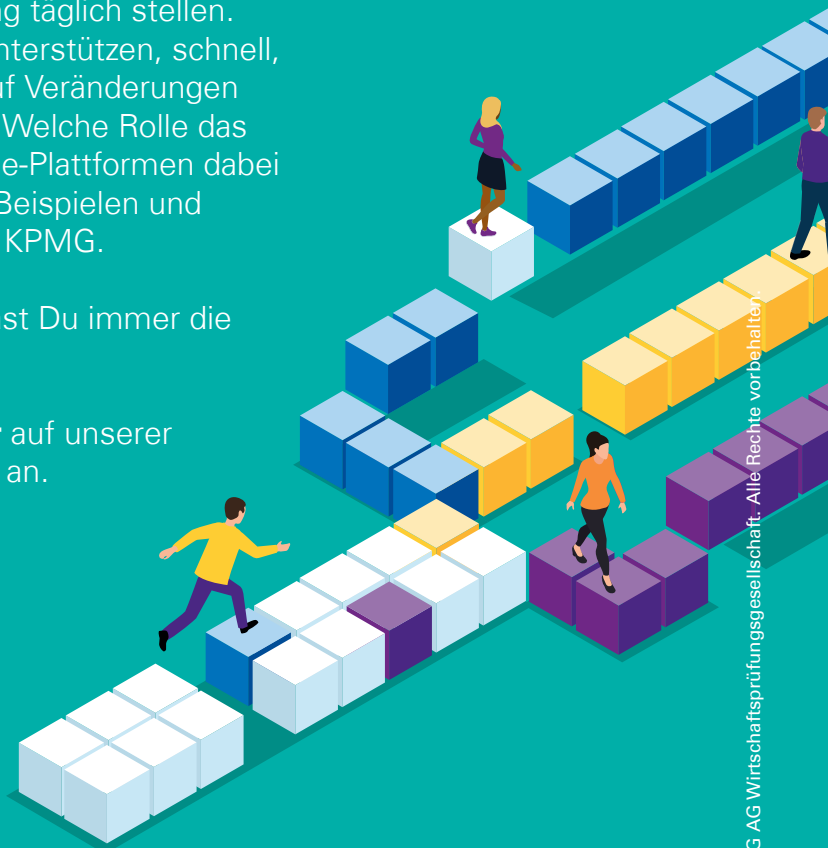 g täglich stellen.
nterstützen, schnell,
uf Veränderungen
Welche Rolle das
e-Plattformen dabei
Beispielen und
KPMG.
nst Du immer die
auf unserer
an.
G AG Wirtschaftsprüfungsgesellschaft. Alle Rechte vorbehalten.